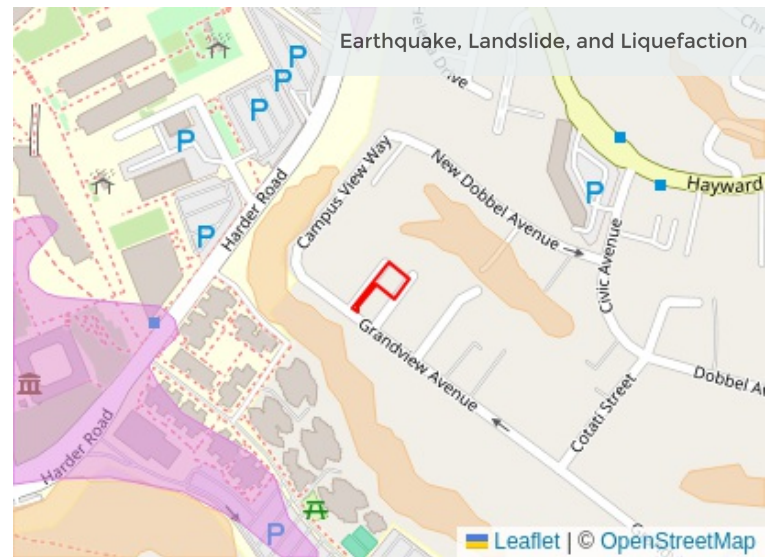 Earthquake, Landslide, and Liquefaction
Drive
P
P
P
P
P
P
P
Harder Road
Campus View Way
New Dobbel Avenue
Hayward
Civic Avenue
Grandview Avenue
Cotati Street
Dobbel
Harder Road
Leaflet | © OpenStreetMap